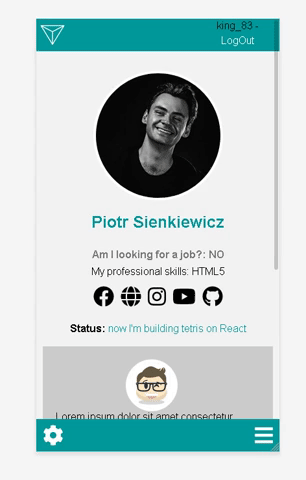 king_83 -
LogOut
Piotr Sienkiewicz
Am I looking for a job?: NO
My professional skills: HTML5
Status: now I'm building tetris on React
Lorem ipsum dolor sit amet consectetur